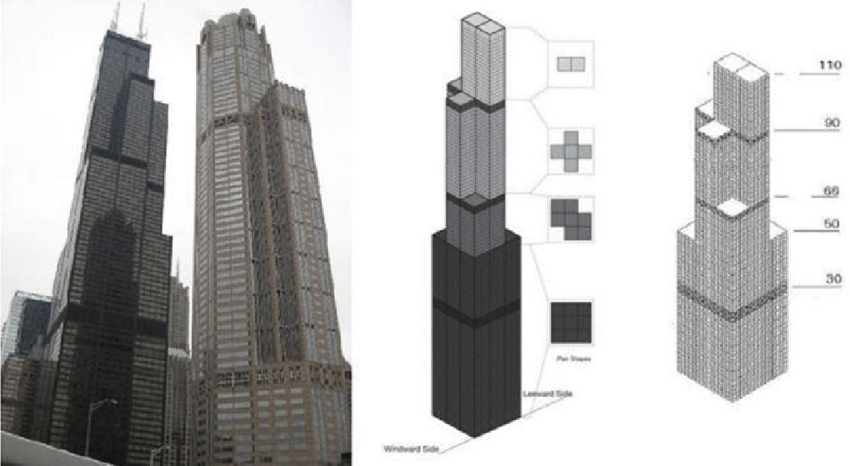 110
90
66
50
30
Plan Shapes
Leeward Side
Windward Side